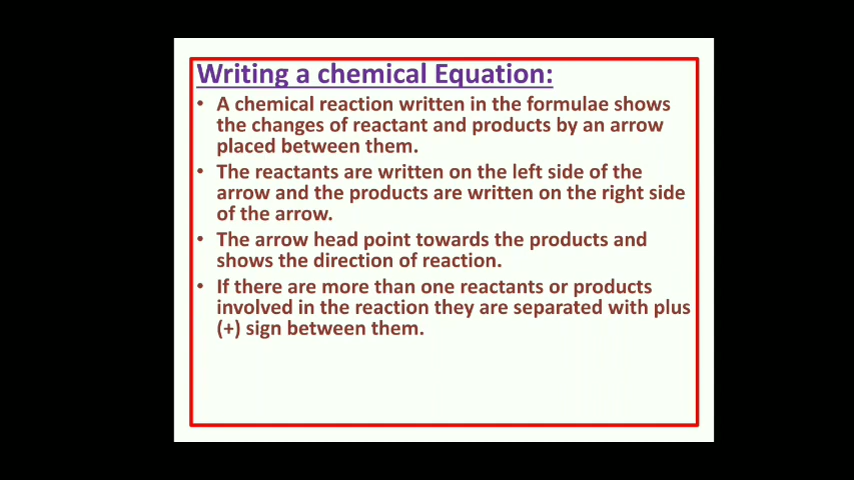 Writing a chemical Equation:
• A chemical reaction written in the formulae shows
the changes of reactant and products by an arrow
placed between them.
• The reactants are written on the left side of the
arrow and the products are written on the right side
of the arrow.
• The arrow head point towards the products and
shows the direction of reaction.
• If there are more than one reactants or products
involved in the reaction they are separated with plus
(+) sign between them.